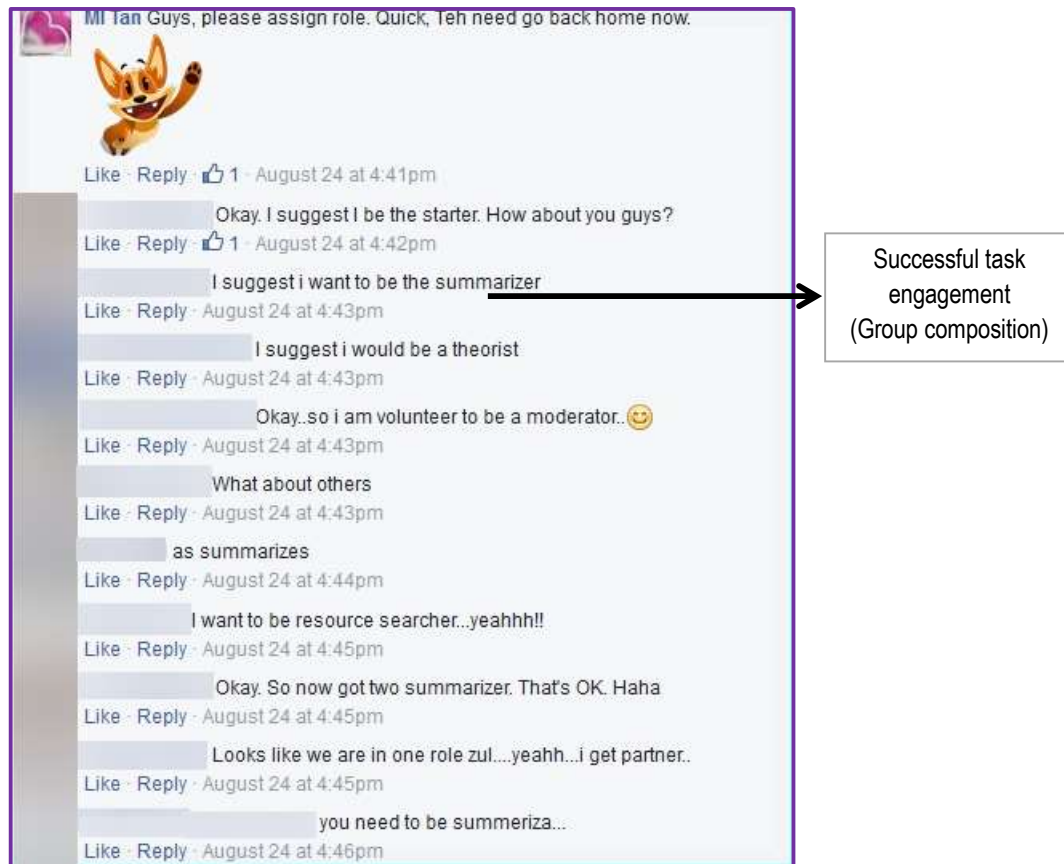 MI Tan Guys, please assign role. Quick, Teh need go back home now.
Like · Reply · 1 · August 24 at 4:41pm
Okay. I suggest I be the starter. How about you guys?
Like · Reply · 1 · August 24 at 4:42pm
I suggest i want to be the summarizer
Like · Reply · August 24 at 4:43pm
I suggest i would be a theorist
Like · Reply · August 24 at 4:43pm
Okay..so i am volunteer to be a moderator..
Like · Reply · August 24 at 4:43pm
What about others
Like · Reply · August 24 at 4:43pm
as summarizes
Like · Reply · August 24 at 4:44pm
I want to be resource searcher...yeahhh!!
Like · Reply · August 24 at 4:45pm
Okay. So now got two summarizer. That's OK. Haha
Like · Reply · August 24 at 4:45pm
Looks like we are in one role zul....yeahh...i get partner..
Like · Reply · August 24 at 4:45pm
you need to be summeriza...
Like · Reply · August 24 at 4:46pm
Successful task
engagement
(Group composition)